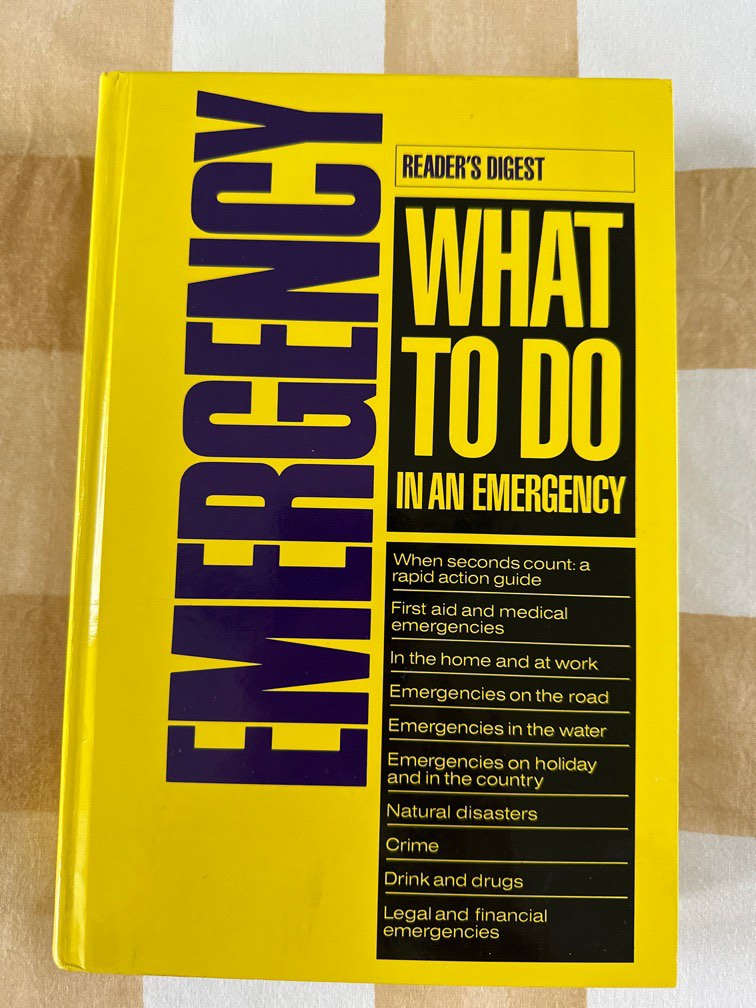 EMERGENCY
READER'S DIGEST
WHAT
TO DO
IN AN EMERGENCY
When seconds count: a
rapid action guide
First aid and medical
emergencies
In the home and at work
Emergencies on the road
Emergencies in the water
Emergencies on holiday
and in the country
Natural disasters
Crime
Drink and drugs
Legal and financial
emergencies